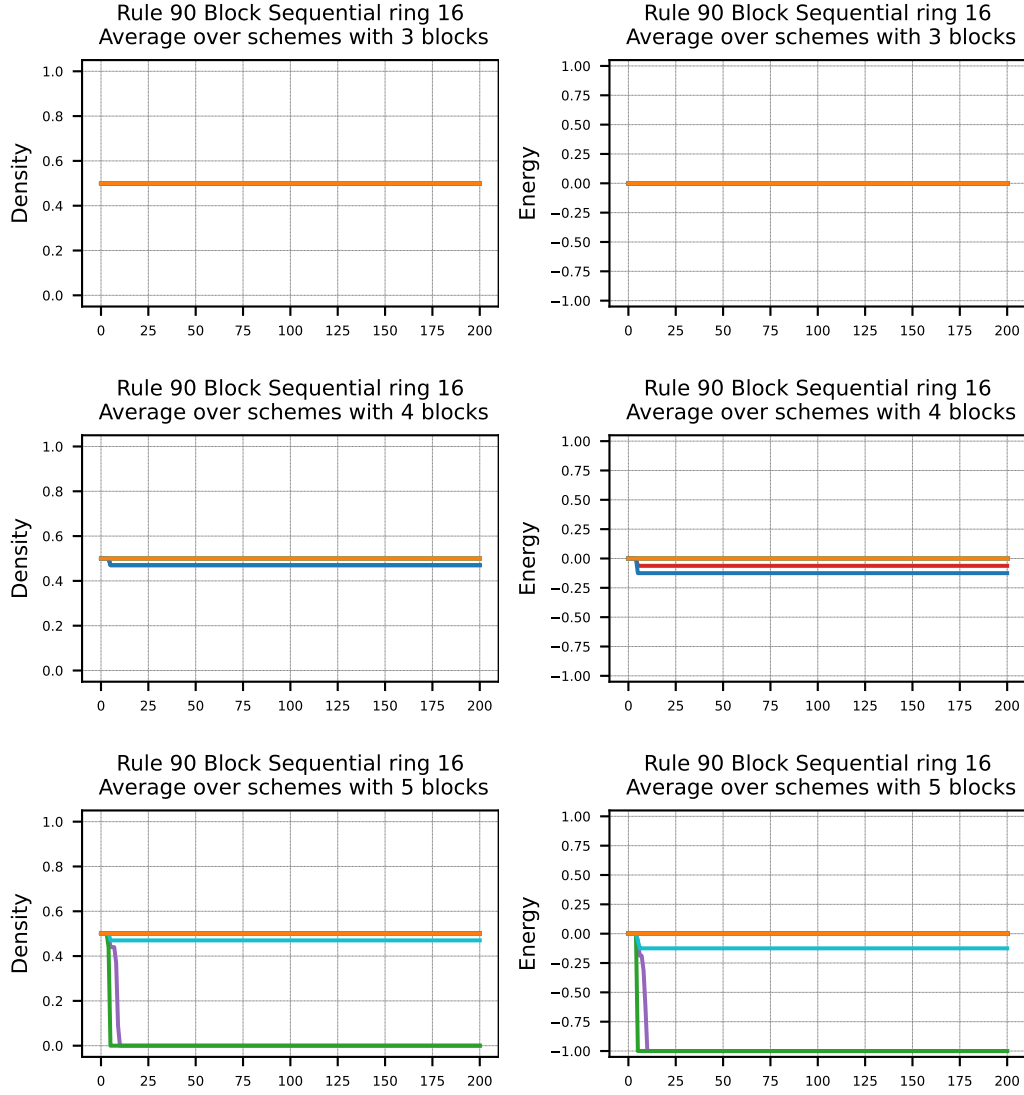 Rule 90 Block Sequential ring 16
Average over schemes with 3 blocks
Density
1.0
0.8
0.6
0.4
0.2
0.0
0 25 50 75 100 125 150 175 200
Rule 90 Block Sequential ring 16
Average over schemes with 3 blocks
Energy
1.00
0.75
0.50
0.25
0.00
−0.25
−0.50
−0.75
−1.00
0 25 50 75 100 125 150 175 200
Rule 90 Block Sequential ring 16
Average over schemes with 4 blocks
Density
1.0
0.8
0.6
0.4
0.2
0.0
0 25 50 75 100 125 150 175 200
Rule 90 Block Sequential ring 16
Average over schemes with 4 blocks
Energy
1.00
0.75
0.50
0.25
0.00
−0.25
−0.50
−0.75
−1.00
0 25 50 75 100 125 150 175 200
Rule 90 Block Sequential ring 16
Average over schemes with 5 blocks
Density
1.0
0.8
0.6
0.4
0.2
0.0
0 25 50 75 100 125 150 175 200
Rule 90 Block Sequential ring 16
Average over schemes with 5 blocks
Energy
1.00
0.75
0.50
0.25
0.00
−0.25
−0.50
−0.75
−1.00
0 25 50 75 100 125 150 175 200